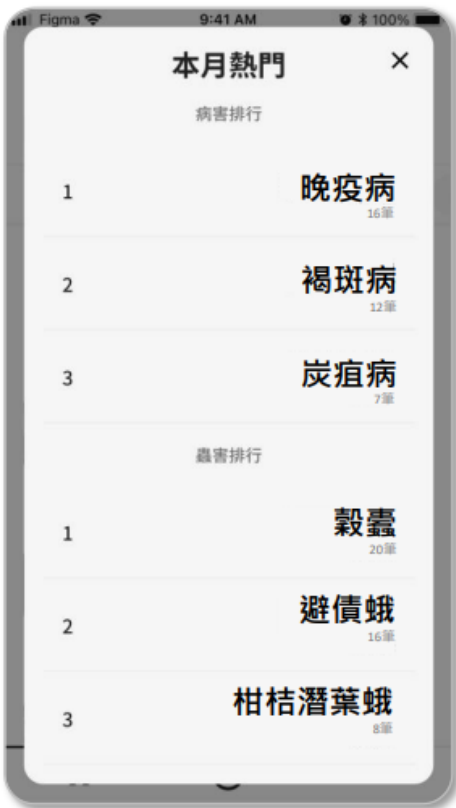 Figma 9:41 AM 100%
本月熱門
病害排行
1 晚疫病
16筆
2 褐斑病
12筆
3 炭疽病
7筆
蟲害排行
1 穀蠹
20筆
2 避債蛾
16筆
3 柑桔潛葉蛾
8筆